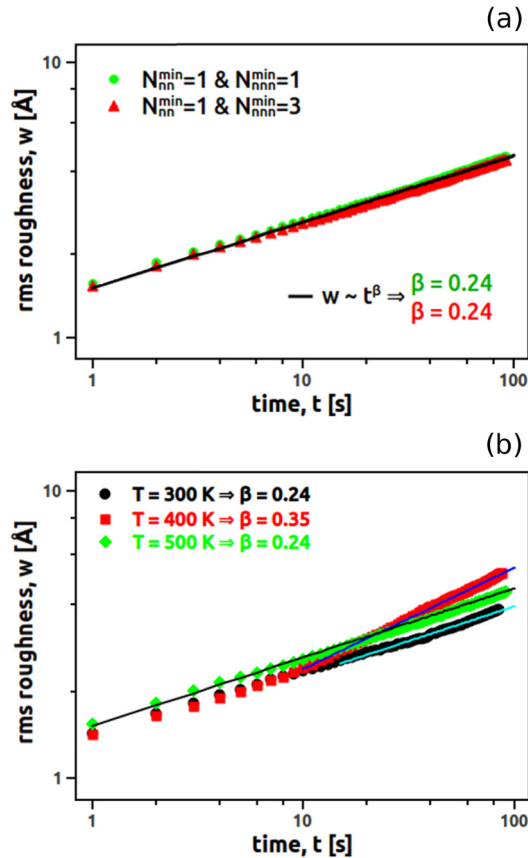 (a)
rms roughness, w [Å]
10
1
N_nn^min=1 & N_nnn^min=1
N_nn^min=1 & N_nnn^min=3
w ~ t^β ⇒ β = 0.24
β = 0.24
1
10
100
time, t [s]
(b)
rms roughness, w [Å]
10
1
T = 300 K ⇒ β = 0.24
T = 400 K ⇒ β = 0.35
T = 500 K ⇒ β = 0.24
1
10
100
time, t [s]